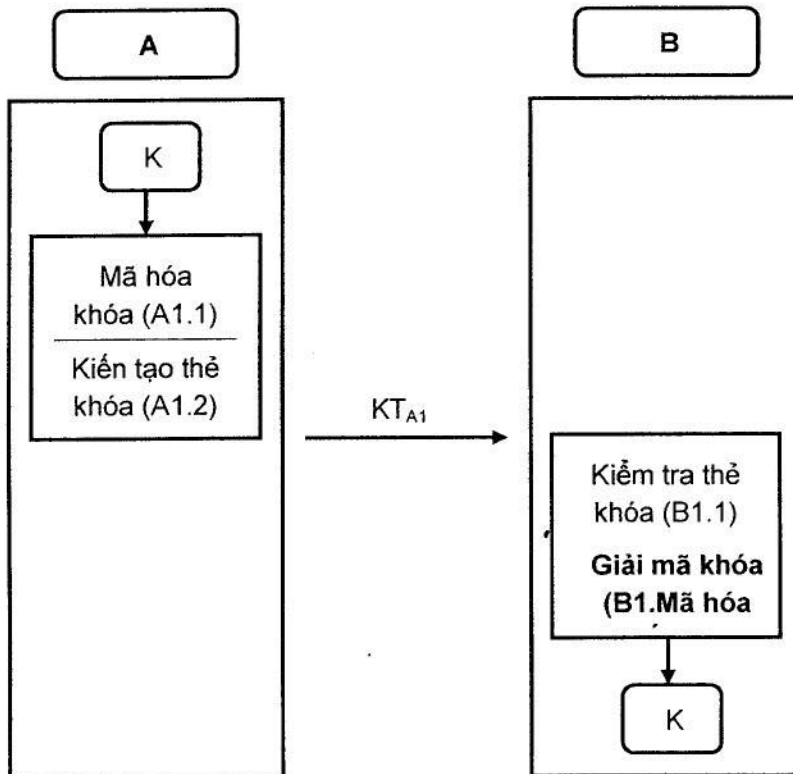 A
B
K
Mã hóa
khóa (A1.1)
Kiến tạo thẻ
khóa (A1.2)
KTA1
Kiểm tra thẻ
khóa (B1.1)
Giải mã khóa
(B1.Mã hóa
K